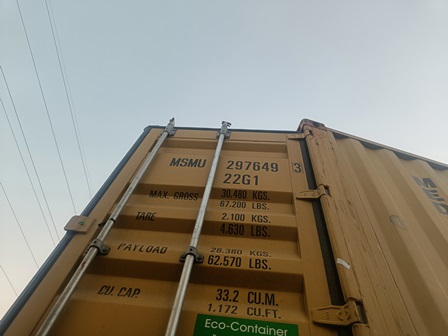 MSMU 297649 3
22G1
MAX. GROSS 30.480 KGS.
67.200 LBS.
TARE 2.100 KGS.
4.630 LBS.
PAYLOAD 28.380 KGS.
62.570 LBS.
CU. CAP. 33.2 CU.M.
1.172 CU.FT.
Eco-Container